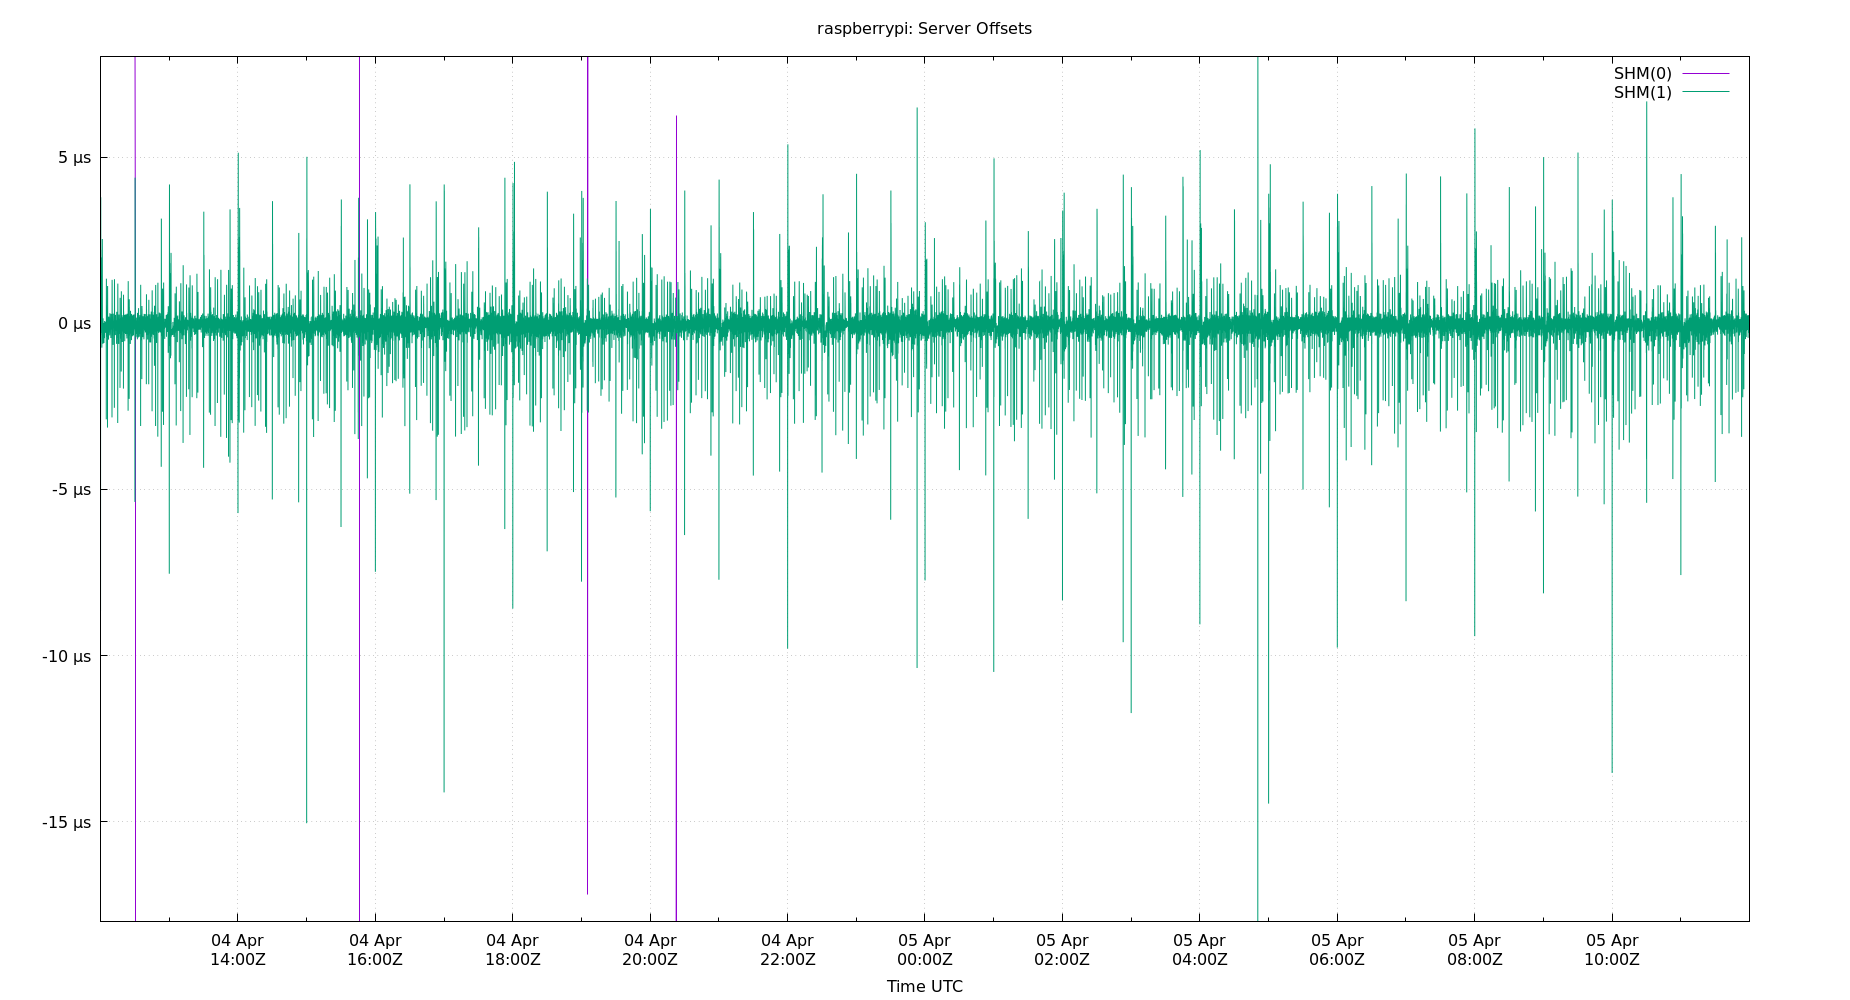 raspberrypi: Server Offsets
SHM(0)
SHM(1)
5 µs
0 µs
-5 µs
-10 µs
-15 µs
04 Apr 04 Apr 04 Apr 04 Apr 04 Apr 05 Apr 05 Apr 05 Apr 05 Apr 05 Apr 05 Apr
14:00Z 16:00Z 18:00Z 20:00Z 22:00Z 00:00Z 02:00Z 04:00Z 06:00Z 08:00Z 10:00Z
Time UTC